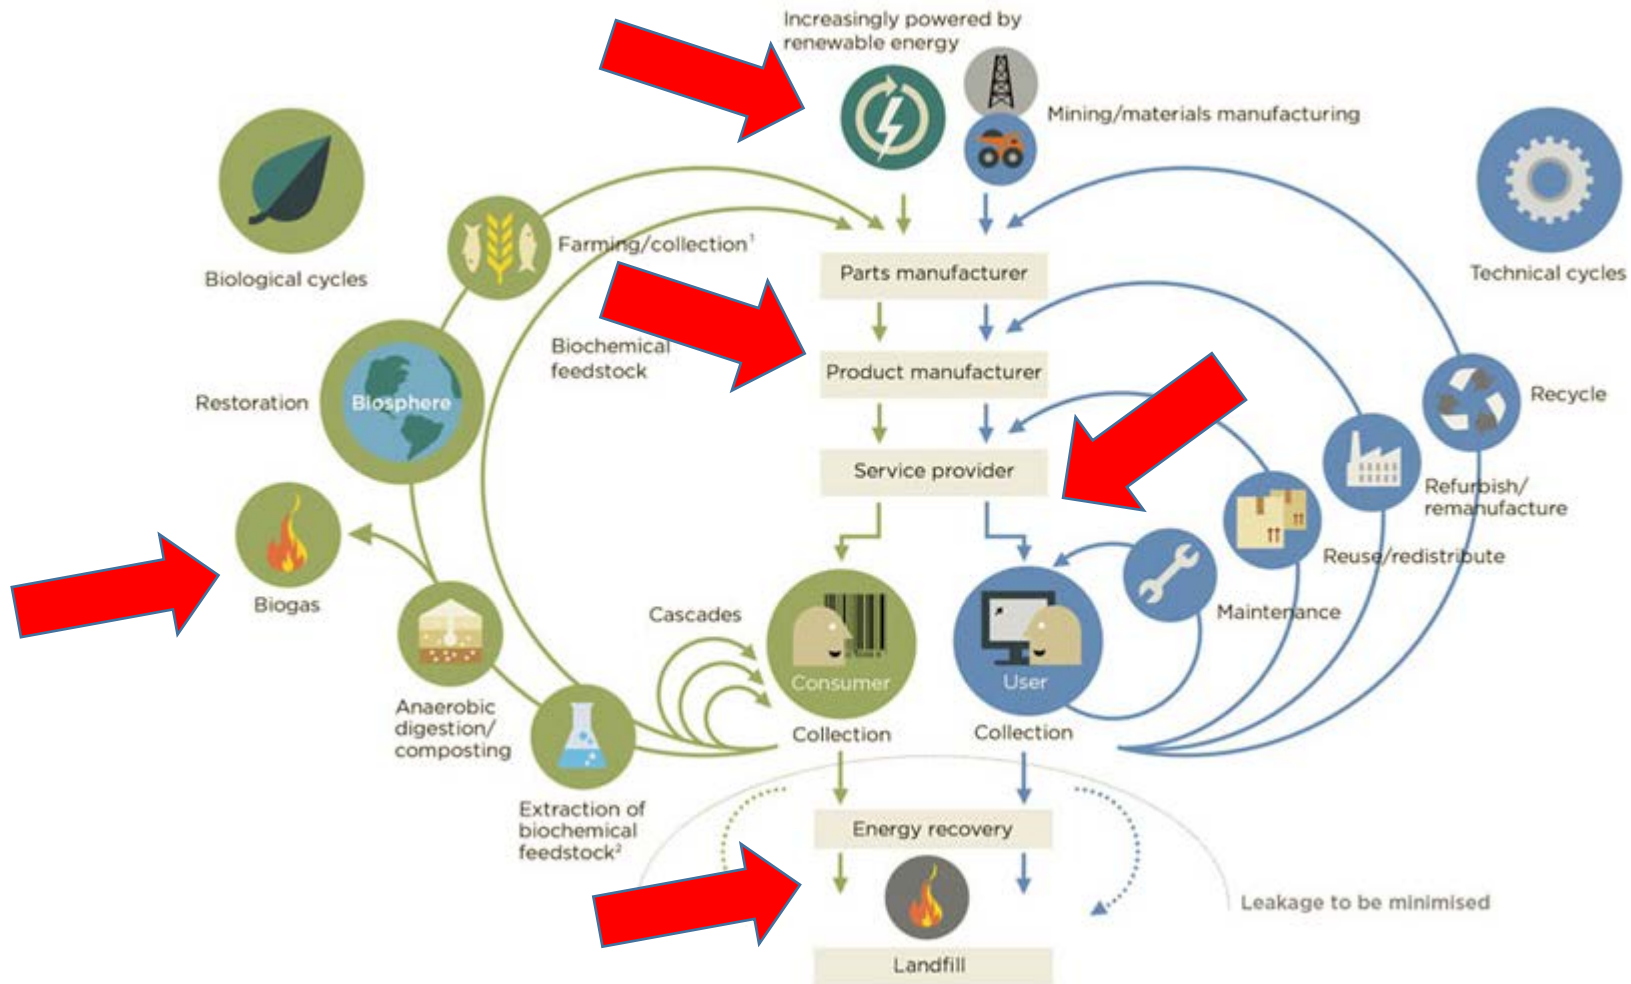 Increasingly powered by
renewable energy
Mining/materials manufacturing
Biological cycles
Technical cycles
Farming/collection¹
Parts manufacturer
Biochemical
feedstock
Product manufacturer
Restoration
Biosphere
Recycle
Service provider
Refurbish/
remanufacture
Reuse/redistribute
Biogas
Maintenance
Cascades
Consumer
User
Anaerobic
digestion/
composting
Collection
Collection
Extraction of
biochemical
feedstock²
Energy recovery
Leakage to be minimised
Landfill